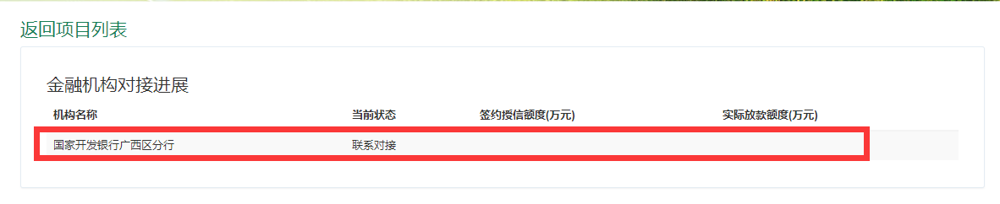 返回项目列表
金融机构对接进展
机构名称 当前状态 签约授信额度(万元) 实际放款额度(万元)
国家开发银行广西区分行 联系对接